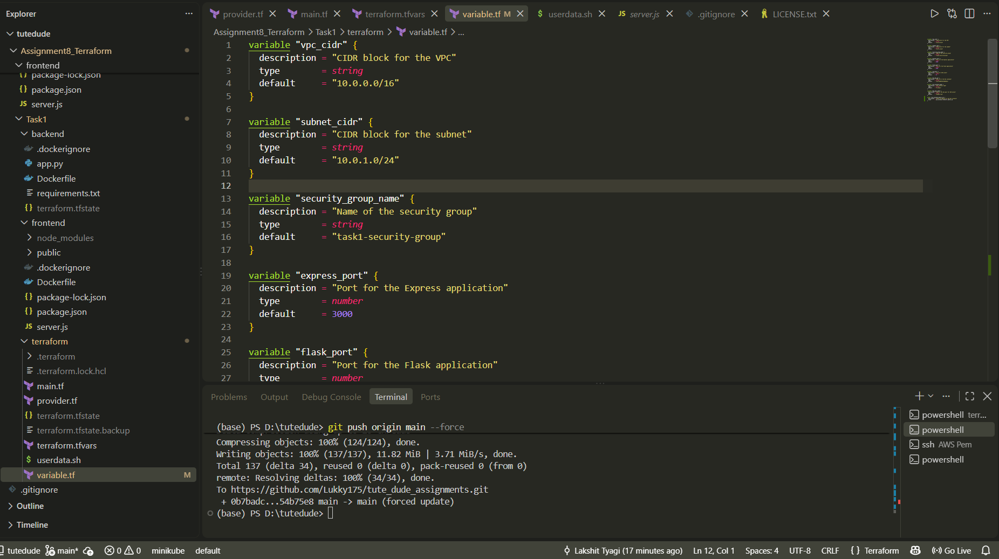 Explorer
tutedude
Assignment8_Terraform
frontend
package-lock.json
package.json
server.js
Task1
backend
.dockerignore
app.py
Dockerfile
requirements.txt
terraform.tfstate
frontend
node_modules
public
.dockerignore
Dockerfile
package-lock.json
package.json
server.js
terraform
.terraform
.terraform.lock.hcl
main.tf
provider.tf
terraform.tfstate
terraform.tfstate.backup
terraform.tfvars
userdata.sh
variable.tf M
.gitignore
Outline
Timeline
provider.tf main.tf terraform.tfvars variable.tf M userdata.sh server.js .gitignore LICENSE.txt
Assignment8_Terraform > Task1 > terraform > variable.tf > ...
1 variable "vpc_cidr" {
2 description = "CIDR block for the VPC"
3 type = string
4 default = "10.0.0.0/16"
5 }
6
7 variable "subnet_cidr" {
8 description = "CIDR block for the subnet"
9 type = string
10 default = "10.0.1.0/24"
11 }
12
13 variable "security_group_name" {
14 description = "Name of the security group"
15 type = string
16 default = "task1-security-group"
17 }
18
19 variable "express_port" {
20 description = "Port for the Express application"
21 type = number
22 default = 3000
23 }
24
25 variable "flask_port" {
26 description = "Port for the Flask application"
27 type = number
Problems Output Debug Console Terminal Ports
(base) PS D:\tutedude> git push origin main --force
Compressing objects: 100% (124/124), done.
Writing objects: 100% (137/137), 11.82 MiB | 3.71 MiB/s, done.
Total 137 (delta 34), reused 0 (delta 0), pack-reused 0 (from 0)
remote: Resolving deltas: 100% (34/34), done.
To https://github.com/Lukky175/tute_dude_assignments.git
+ 0b7badc...54b75e8 main -> main (forced update)
(base) PS D:\tutedude>
powershell terr...
powershell
ssh AWS Pem
powershell
tutedude main* 0 0 minikube default Lakshit Tyagi (17 minutes ago) Ln 12, Col 1 Spaces: 4 UTF-8 CRLF { } Terraform Go Live